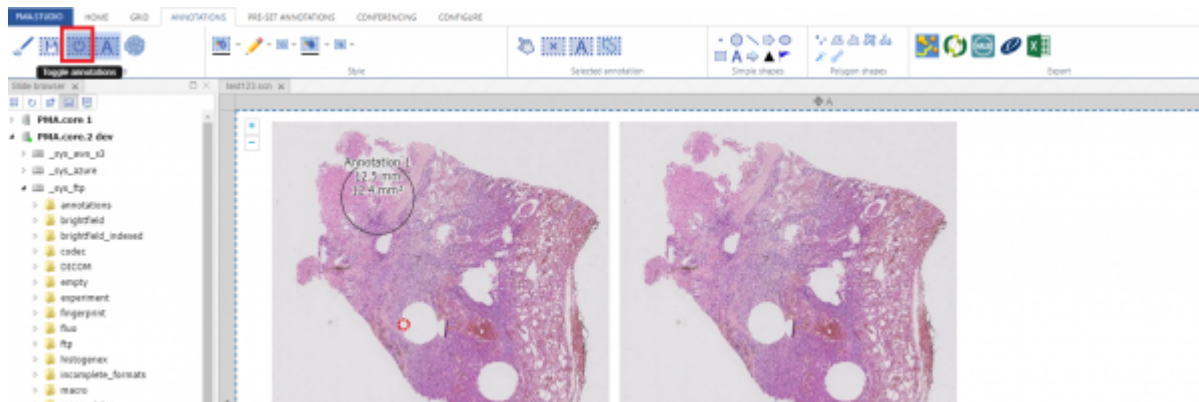 PMA.STUDIO HOME GRID ANNOTATIONS PRE-SET ANNOTATIONS CONFERENCING CONFIGURE
Toggle annotations
Style
Selected annotation
Simple shapes
Polygon shapes
Export
Slide browser
test123.scn
A
PMA.core 1
PMA.core.2 dev
_sys_aws_s3
_sys_azure
_sys_ftp
annotations
brightfield
brightfield_indexed
codec
DICOM
empty
experiment
fingerprint
fluo
ftp
histogenex
incomplete_formats
macro
Annotation 1
12.5 mm
12.4 mm²